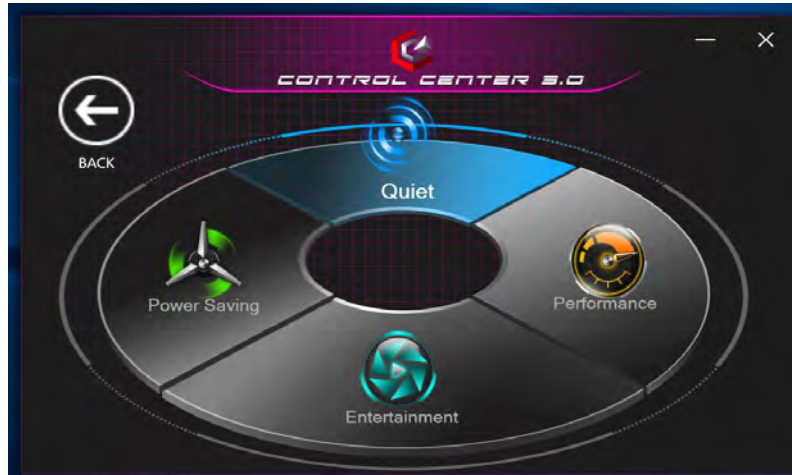 CONTROL CENTER 3.0
BACK
Quiet
Power Saving
Performance
Entertainment